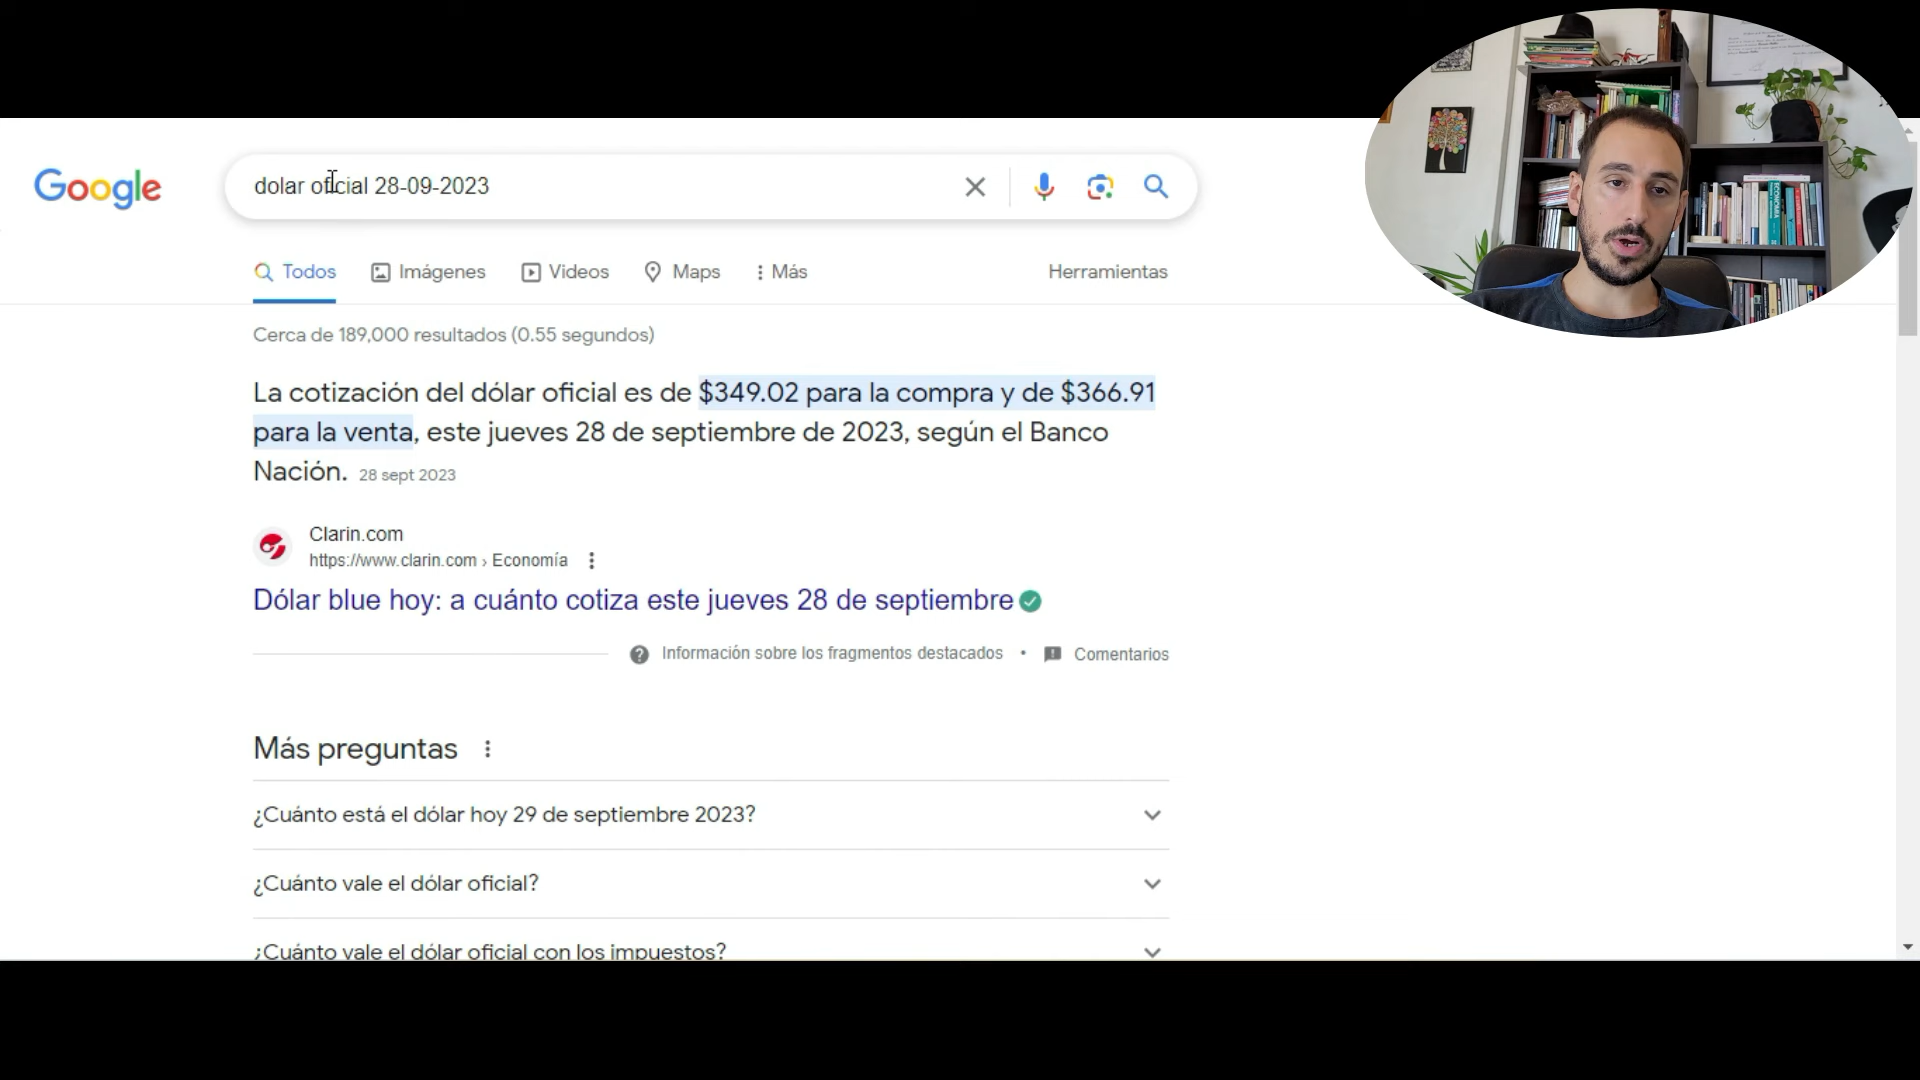 Google
dolar oficial 28-09-2023
Todos
Imágenes
Videos
Maps
Más
Herramientas
Cerca de 189,000 resultados (0.55 segundos)
La cotización del dólar oficial es de $349.02 para la compra y de $366.91
para la venta, este jueves 28 de septiembre de 2023, según el Banco
Nación. 28 sept 2023
Clarin.com
https://www.clarin.com › Economía
Dólar blue hoy: a cuánto cotiza este jueves 28 de septiembre
Información sobre los fragmentos destacados • Comentarios
Más preguntas
¿Cuánto está el dólar hoy 29 de septiembre 2023?
¿Cuánto vale el dólar oficial?
¿Cuánto vale el dólar oficial con los impuestos?